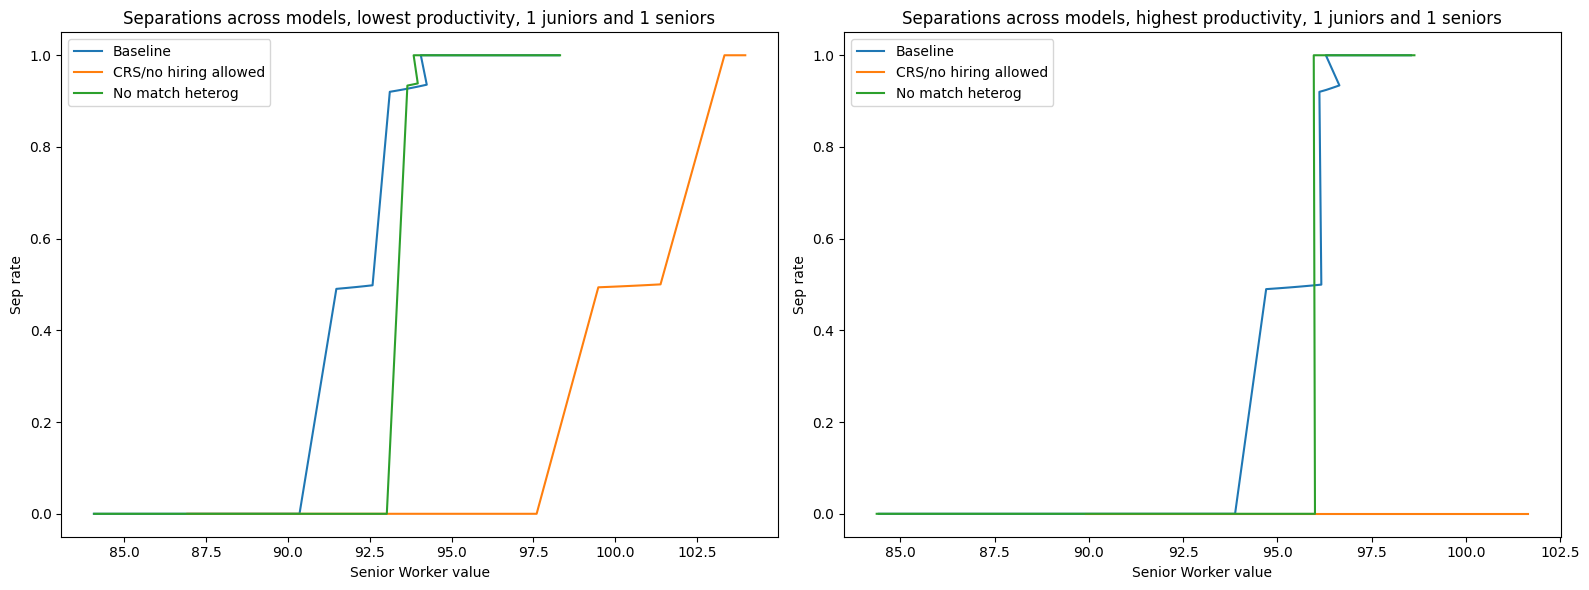 Separations across models, lowest productivity, 1 juniors and 1 seniors
Baseline
CRS/no hiring allowed
No match heterog
1.0
0.8
0.6
0.4
0.2
0.0
Sep rate
85.0 87.5 90.0 92.5 95.0 97.5 100.0 102.5
Senior Worker value
Separations across models, highest productivity, 1 juniors and 1 seniors
Baseline
CRS/no hiring allowed
No match heterog
1.0
0.8
0.6
0.4
0.2
0.0
Sep rate
85.0 87.5 90.0 92.5 95.0 97.5 100.0 102.5
Senior Worker value